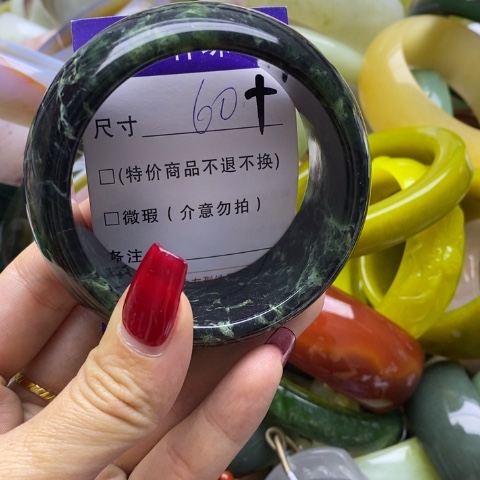 尺寸 60+
□(特价商品不退不换)
□微瑕(介意勿拍)
备注